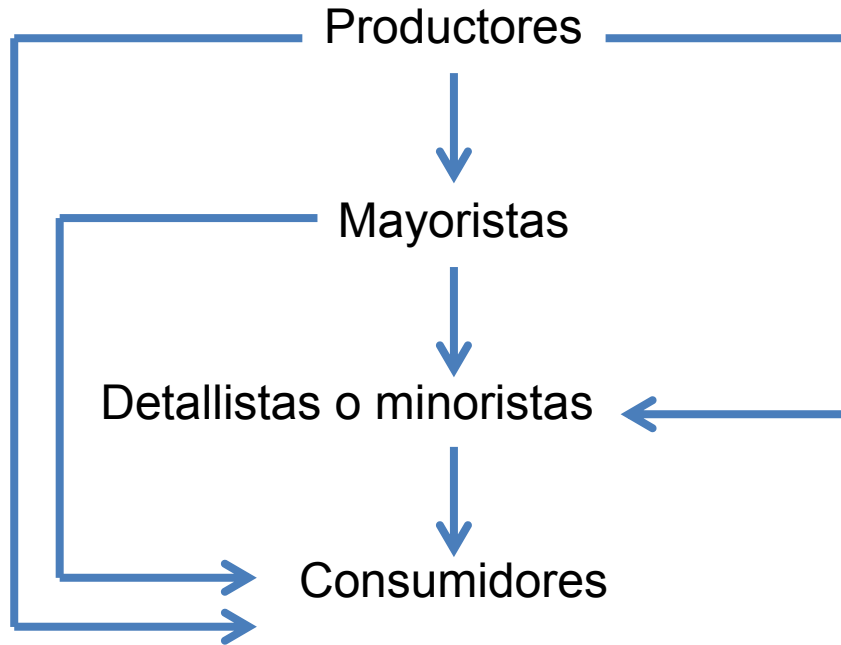 Productores
Mayoristas
Detallistas o minoristas
Consumidores